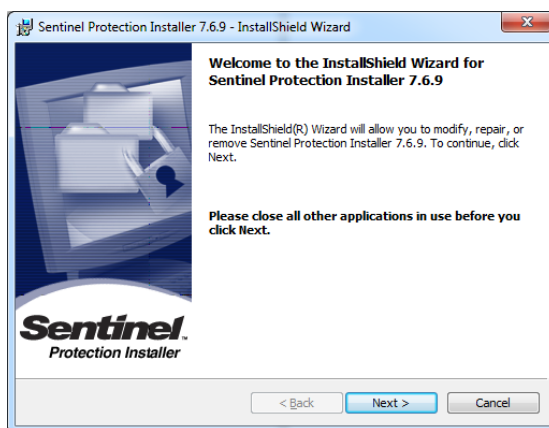 Sentinel Protection Installer 7.6.9 - InstallShield Wizard
Welcome to the InstallShield Wizard for
Sentinel Protection Installer 7.6.9
The InstallShield(R) Wizard will allow you to modify, repair, or
remove Sentinel Protection Installer 7.6.9. To continue, click
Next.
Please close all other applications in use before you
click Next.
Sentinel™
Protection Installer
< Back
Next >
Cancel